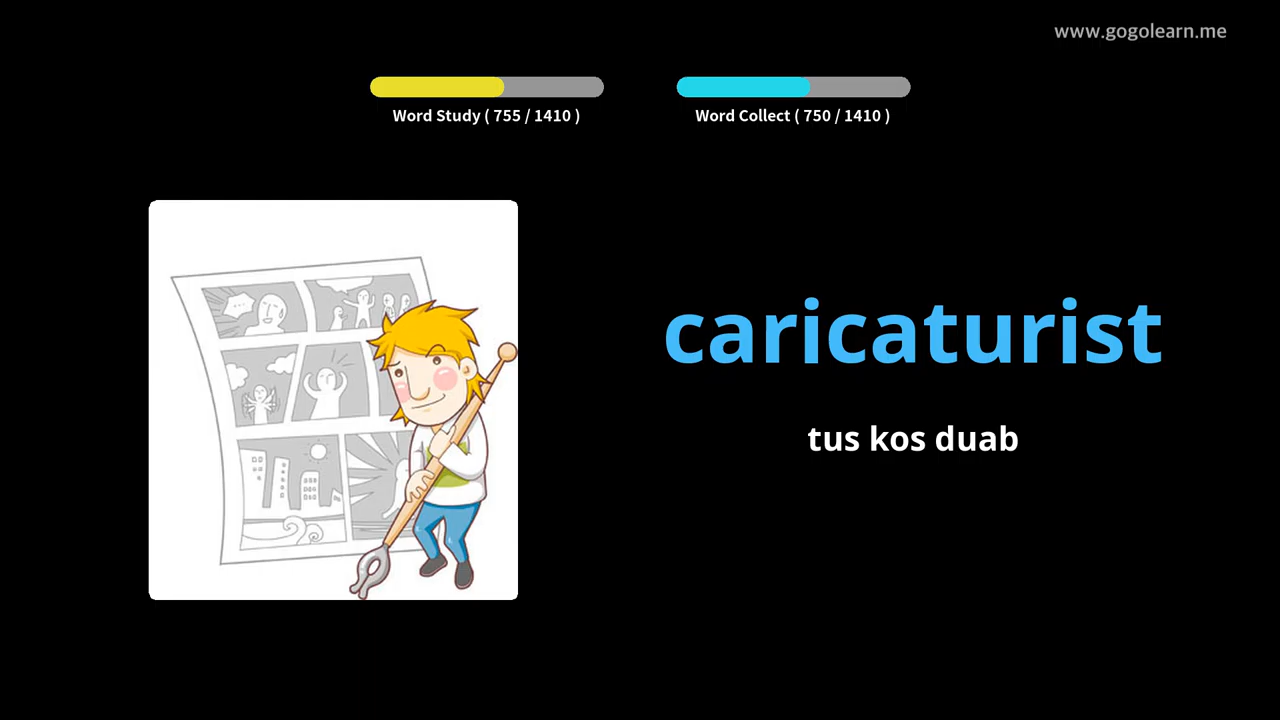 www.gogolearn.me
Word Study ( 755 / 1410 )
Word Collect ( 750 / 1410 )
caricaturist
tus kos duab